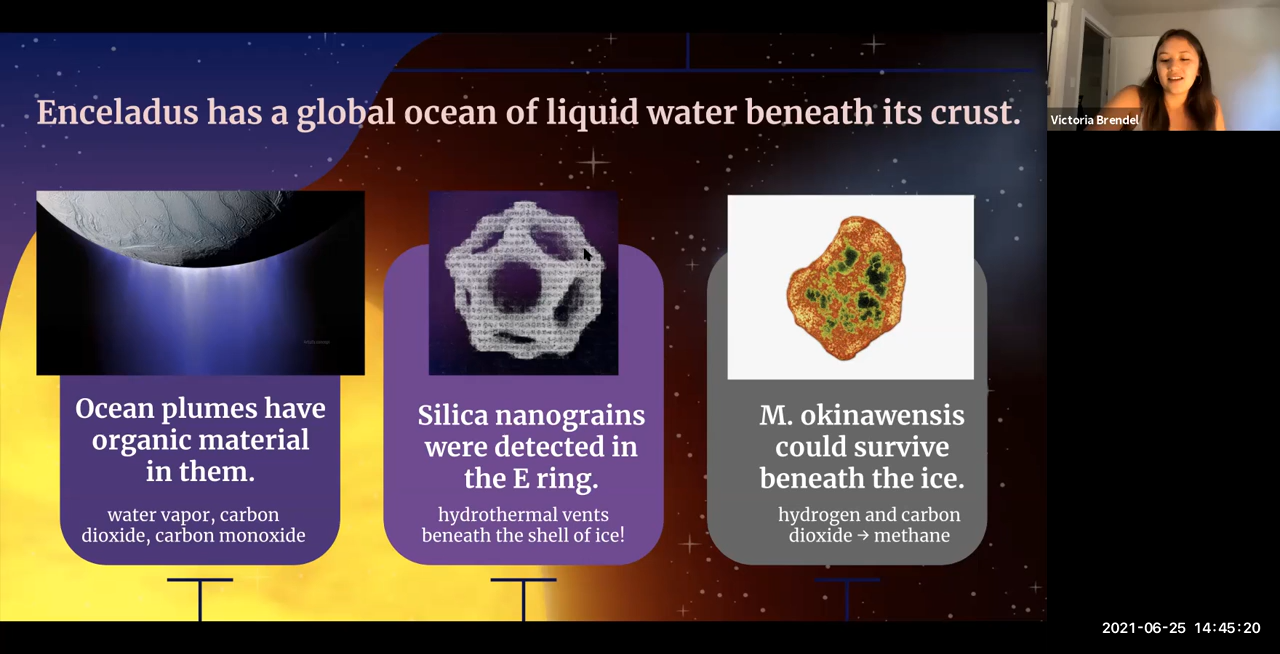 Enceladus has a global ocean of liquid water beneath its crust.
Victoria Brendel
Ocean plumes have
organic material
in them.
water vapor, carbon
dioxide, carbon monoxide
Silica nanograins
were detected in
the E ring.
hydrothermal vents
beneath the shell of ice!
M. okinawensis
could survive
beneath the ice.
hydrogen and carbon
dioxide → methane
2021-06-25 14:45:20